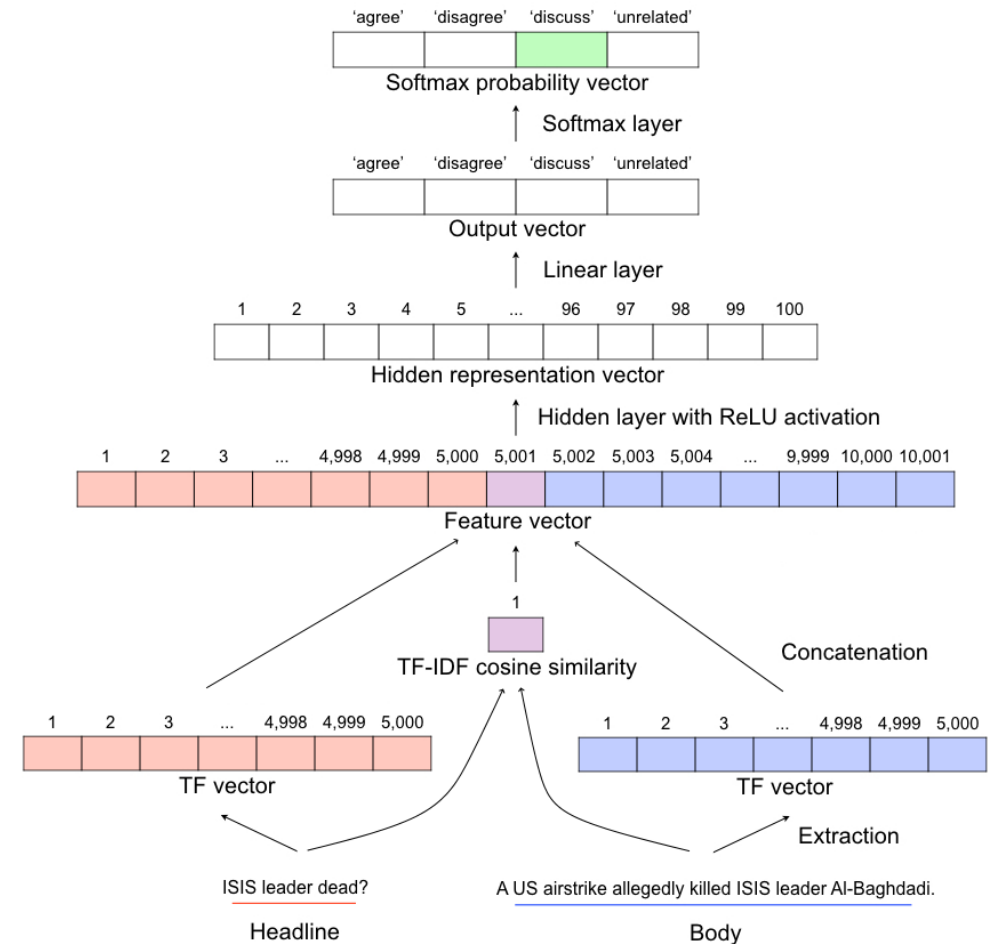 ‘agree’ ‘disagree’ ‘discuss’ ‘unrelated’
Softmax probability vector
Softmax layer
‘agree’ ‘disagree’ ‘discuss’ ‘unrelated’
Output vector
Linear layer
1 2 3 4 5 ... 96 97 98 99 100
Hidden representation vector
Hidden layer with ReLU activation
1 2 3 ... 4,998 4,999 5,000 5,001 5,002 5,003 5,004 ... 9,999 10,000 10,001
Feature vector
1
TF-IDF cosine similarity
Concatenation
1 2 3 ... 4,998 4,999 5,000
TF vector
1 2 3 ... 4,998 4,999 5,000
TF vector
Extraction
ISIS leader dead?
Headline
A US airstrike allegedly killed ISIS leader Al-Baghdadi.
Body